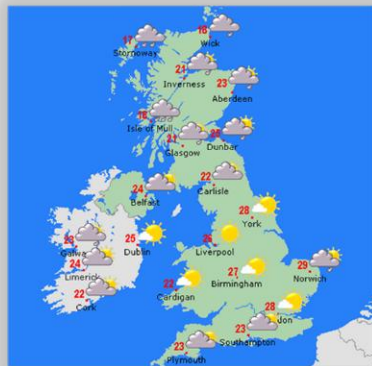 18
Wick
17
Stornoway
21
Inverness
23
Aberdeen
Isle of Mull
21
Glasgow
Dunbar
22
Carlisle
24
Belfast
28
York
25
Dublin
Liverpool
24
Limerick
27
Birmingham
29
Norwich
22
Cork
22
Cardigan
28
don
23
Southampton
23
Plymouth